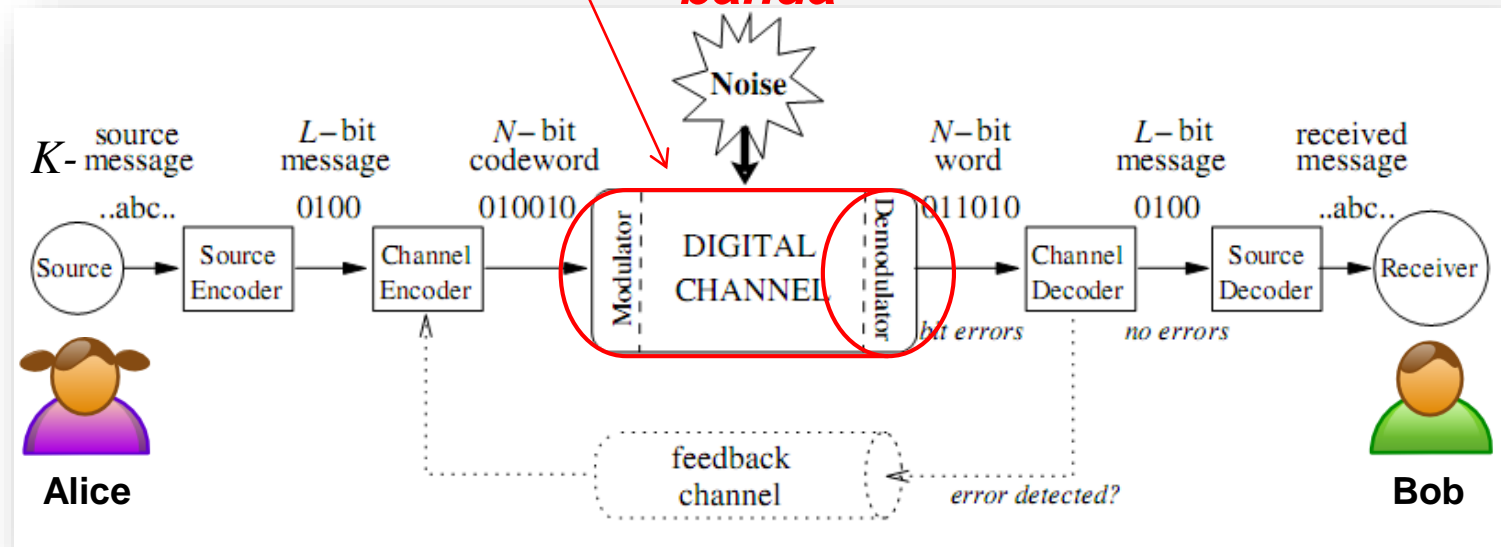 Noise
K- source message
L-bit message
N-bit codeword
N-bit word
L-bit message
received message
..abc..
0100
010010
011010
0100
..abc..
Source
Source Encoder
Channel Encoder
Modulator
DIGITAL CHANNEL
Demodulator
Channel Decoder
Source Decoder
Receiver
bit errors
no errors
feedback channel
error detected?
Alice
Bob